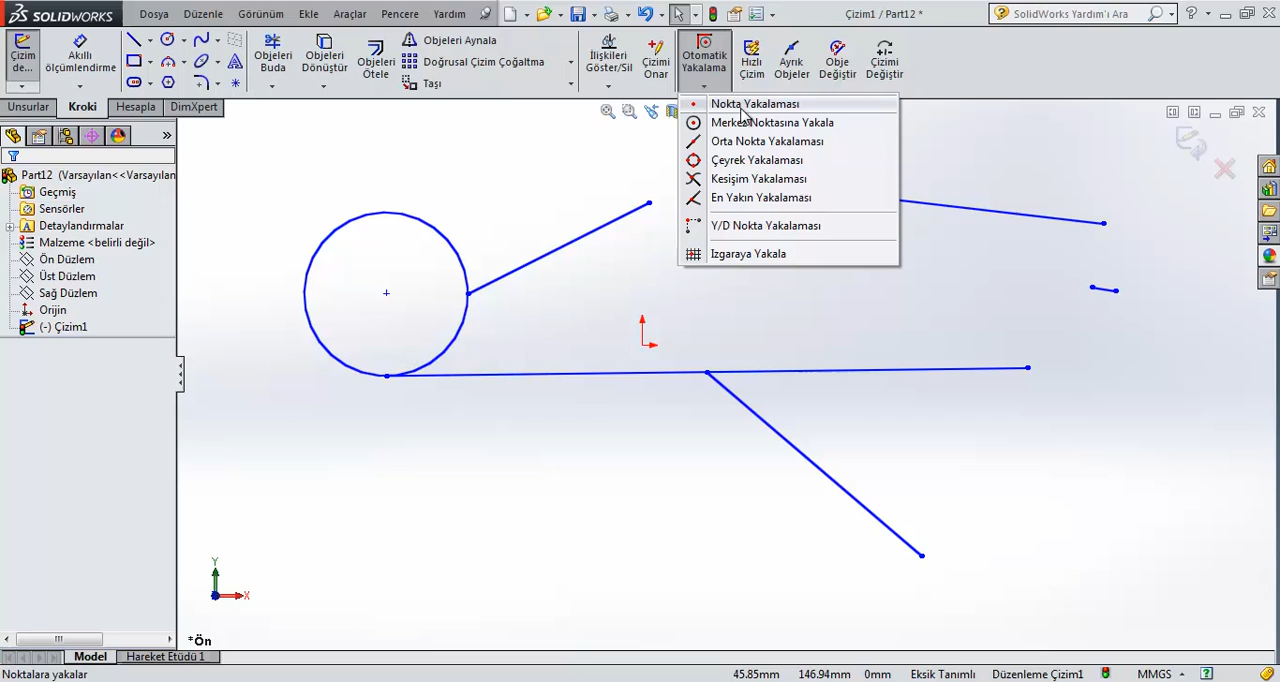 SOLIDWORKS Dosya Düzenle Görünüm Ekle Araçlar Pencere Yardım Çizim1 / Part12 * SolidWorks Yardım'ı Ara
Çizim de...
Akıllı ölçümlendirme
Objeleri Buda
Objeleri Dönüştür
Objeleri Ötele
Objeleri Aynala
Doğrusal Çizim Çoğaltma
Taşı
İlişkileri Göster/Sil
Çizimi Onar
Otomatik Yakalama
Hızlı Çizim
Ayrık Objeler
Obje Değiştir
Çizimi Değiştir
Unsurlar Kroki Hesapla DimXpert
Nokta Yakalaması
Merkez Noktasına Yakala
Orta Nokta Yakalaması
Çeyrek Yakalaması
Kesişim Yakalaması
En Yakın Yakalaması
Y/D Nokta Yakalaması
Izgaraya Yakala
Part12 (Varsayılan<<Varsayılan
Geçmiş
Sensörler
Detaylandırmalar
Malzeme <belirli değil>
Ön Düzlem
Üst Düzlem
Sağ Düzlem
Orijin
(-) Çizim1
Y
X
*Ön
Model Hareket Etüdü 1
Noktalara yakalar 45.85mm 146.94mm 0mm Eksik Tanımlı Düzenleme Çizim1 MMGS